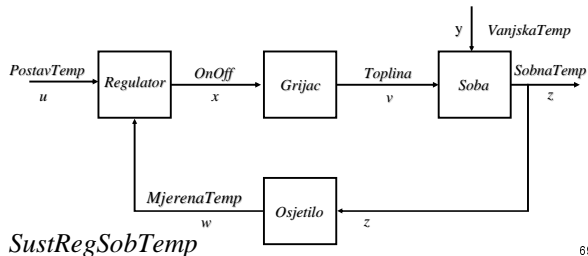 y VanjskaTemp
PostavTemp
u
Regulator
OnOff
x
Grijac
Toplina
v
Soba
SobnaTemp
z
MjerenaTemp
w
Osjetilo
z
SustRegSobTemp